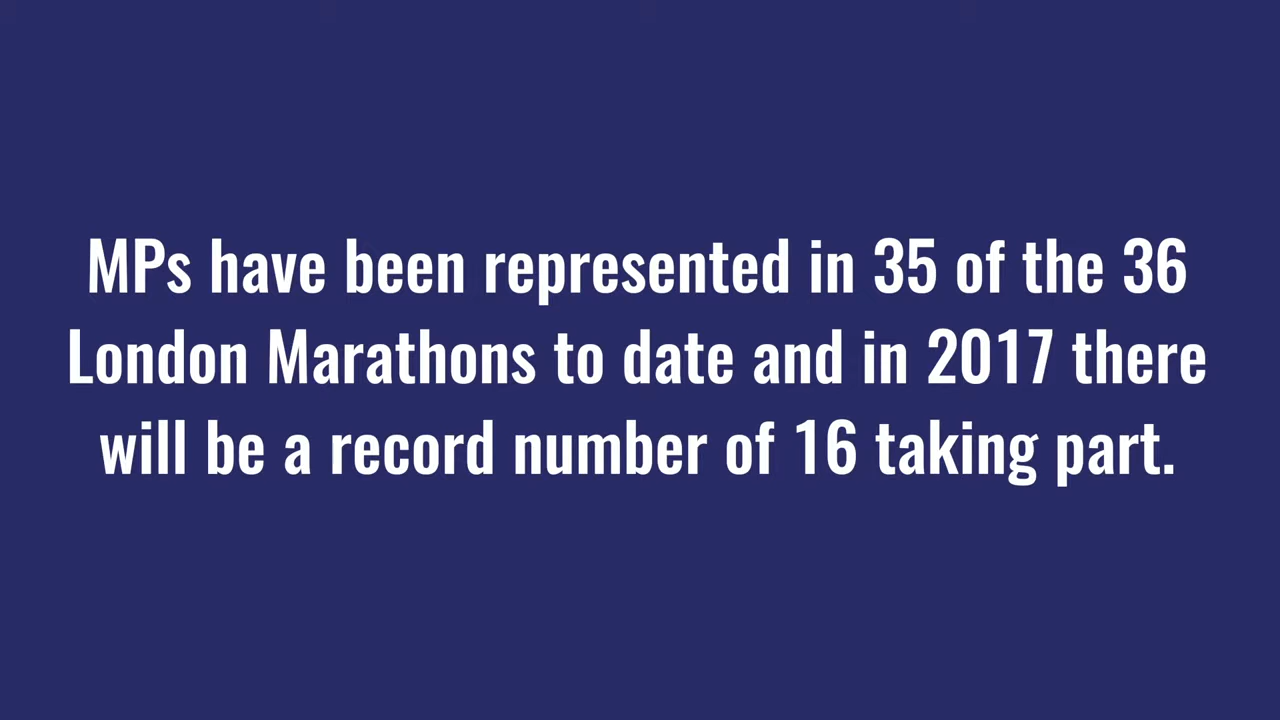 MPs have been represented in 35 of the 36
London Marathons to date and in 2017 there
will be a record number of 16 taking part.